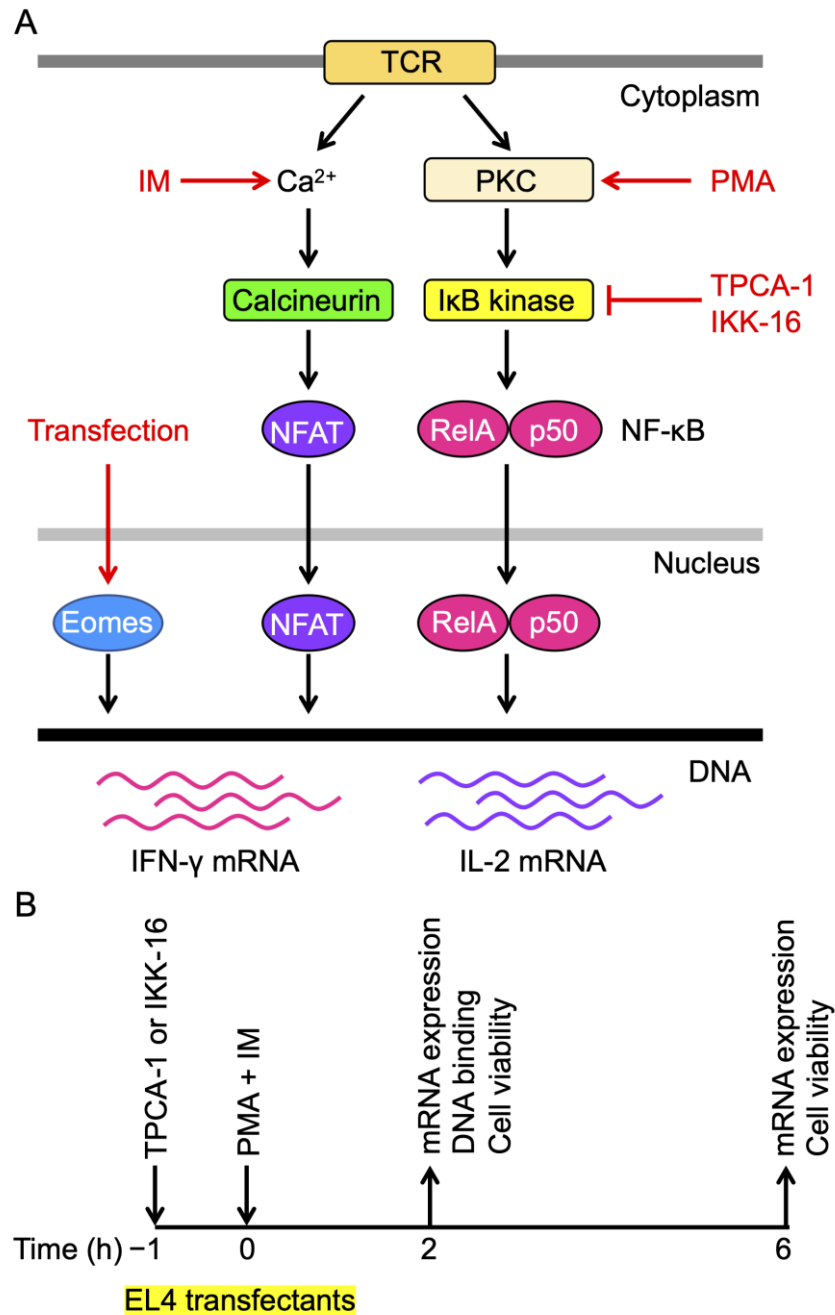 A
TCR
Cytoplasm
IM
Ca²⁺
PKC
PMA
Calcineurin
IκB kinase
TPCA-1
IKK-16
Transfection
NFAT
RelA
p50
NF-κB
Nucleus
Eomes
NFAT
RelA
p50
DNA
IFN-γ mRNA
IL-2 mRNA
B
TPCA-1 or IKK-16
PMA + IM
mRNA expression
DNA binding
Cell viability
mRNA expression
Cell viability
Time (h) −1 0 2 6
EL4 transfectants